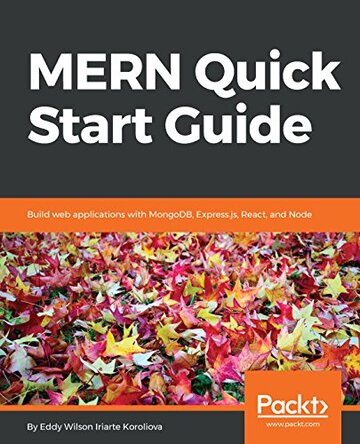 MERN Quick
Start Guide
Build web applications with MongoDB, Express.js, React, and Node
By Eddy Wilson Iriarte Koroliova
Packt>
www.packt.com